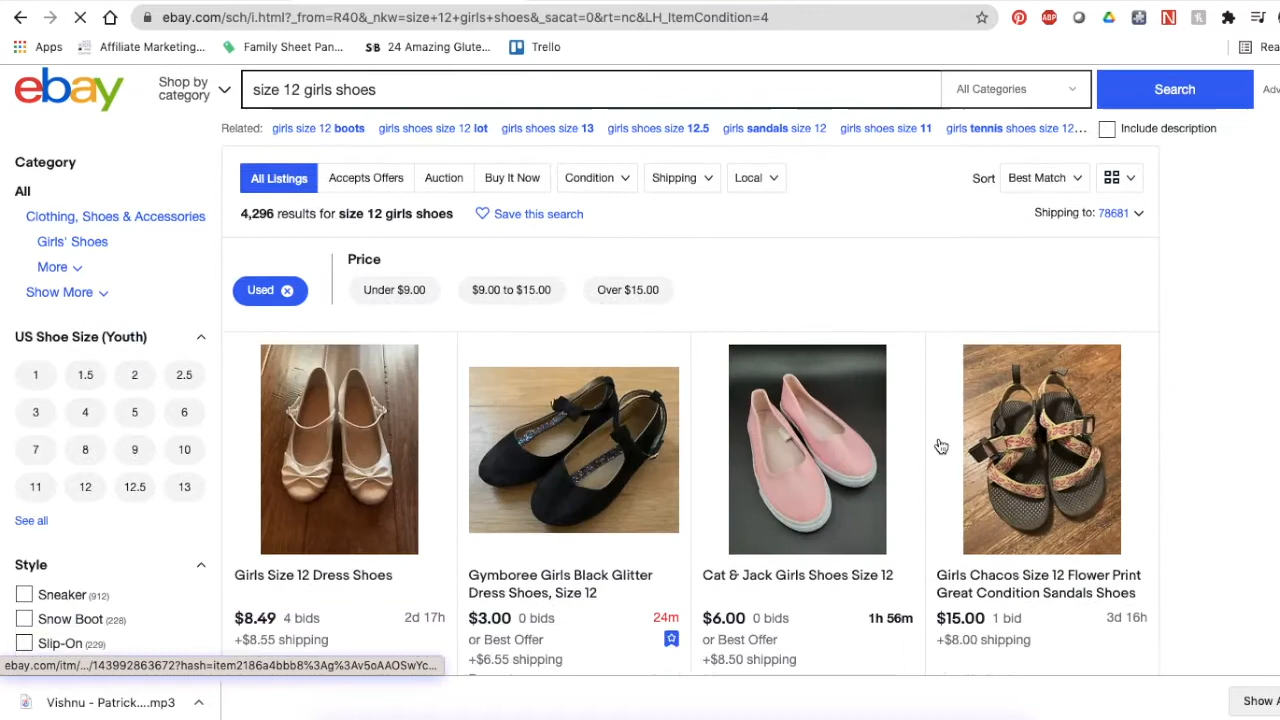 ebay.com/sch/i.html?_from=R40&_nkw=size+12+girls+shoes&_sacat=0&rt=nc&LH_ItemCondition=4
Apps Affiliate Marketing... Family Sheet Pan... SB 24 Amazing Glute... Trello Rea
ebay Shop by category size 12 girls shoes All Categories Search Adv
Related: girls size 12 boots girls shoes size 12 lot girls shoes size 13 girls shoes size 12.5 girls sandals size 12 girls shoes size 11 girls tennis shoes size 12... Include description
Category
All
Clothing, Shoes & Accessories
Girls' Shoes
More
Show More
All Listings Accepts Offers Auction Buy It Now Condition Shipping Local Sort Best Match
4,296 results for size 12 girls shoes Save this search Shipping to: 78681
Price
Used Under $9.00 $9.00 to $15.00 Over $15.00
US Shoe Size (Youth)
1 1.5 2 2.5
3 4 5 6
7 8 9 10
11 12 12.5 13
See all
Style
Sneaker (912)
Snow Boot (228)
Slip-On (229)
Girls Size 12 Dress Shoes
$8.49 4 bids 2d 17h
+$8.55 shipping
Gymboree Girls Black Glitter
Dress Shoes, Size 12
$3.00 0 bids 24m
or Best Offer
+$6.55 shipping
Cat & Jack Girls Shoes Size 12
$6.00 0 bids 1h 56m
or Best Offer
+$8.50 shipping
Girls Chacos Size 12 Flower Print
Great Condition Sandals Shoes
$15.00 1 bid 3d 16h
+$8.00 shipping
ebay.com/itm/.../143992863672?hash=item2186a4bbb8%3Ag%3Av5oAAOSwYc...
Vishnu - Patrick....mp3 Show A